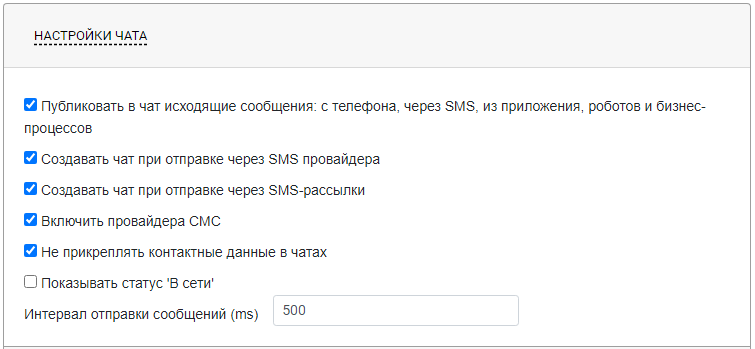 НАСТРОЙКИ ЧАТА
Публиковать в чат исходящие сообщения: с телефона, через SMS, из приложения, роботов и бизнес-
процессов
Создавать чат при отправке через SMS провайдера
Создавать чат при отправке через SMS-рассылки
Включить провайдера СМС
Не прикреплять контактные данные в чатах
Показывать статус 'В сети'
Интервал отправки сообщений (ms) 500